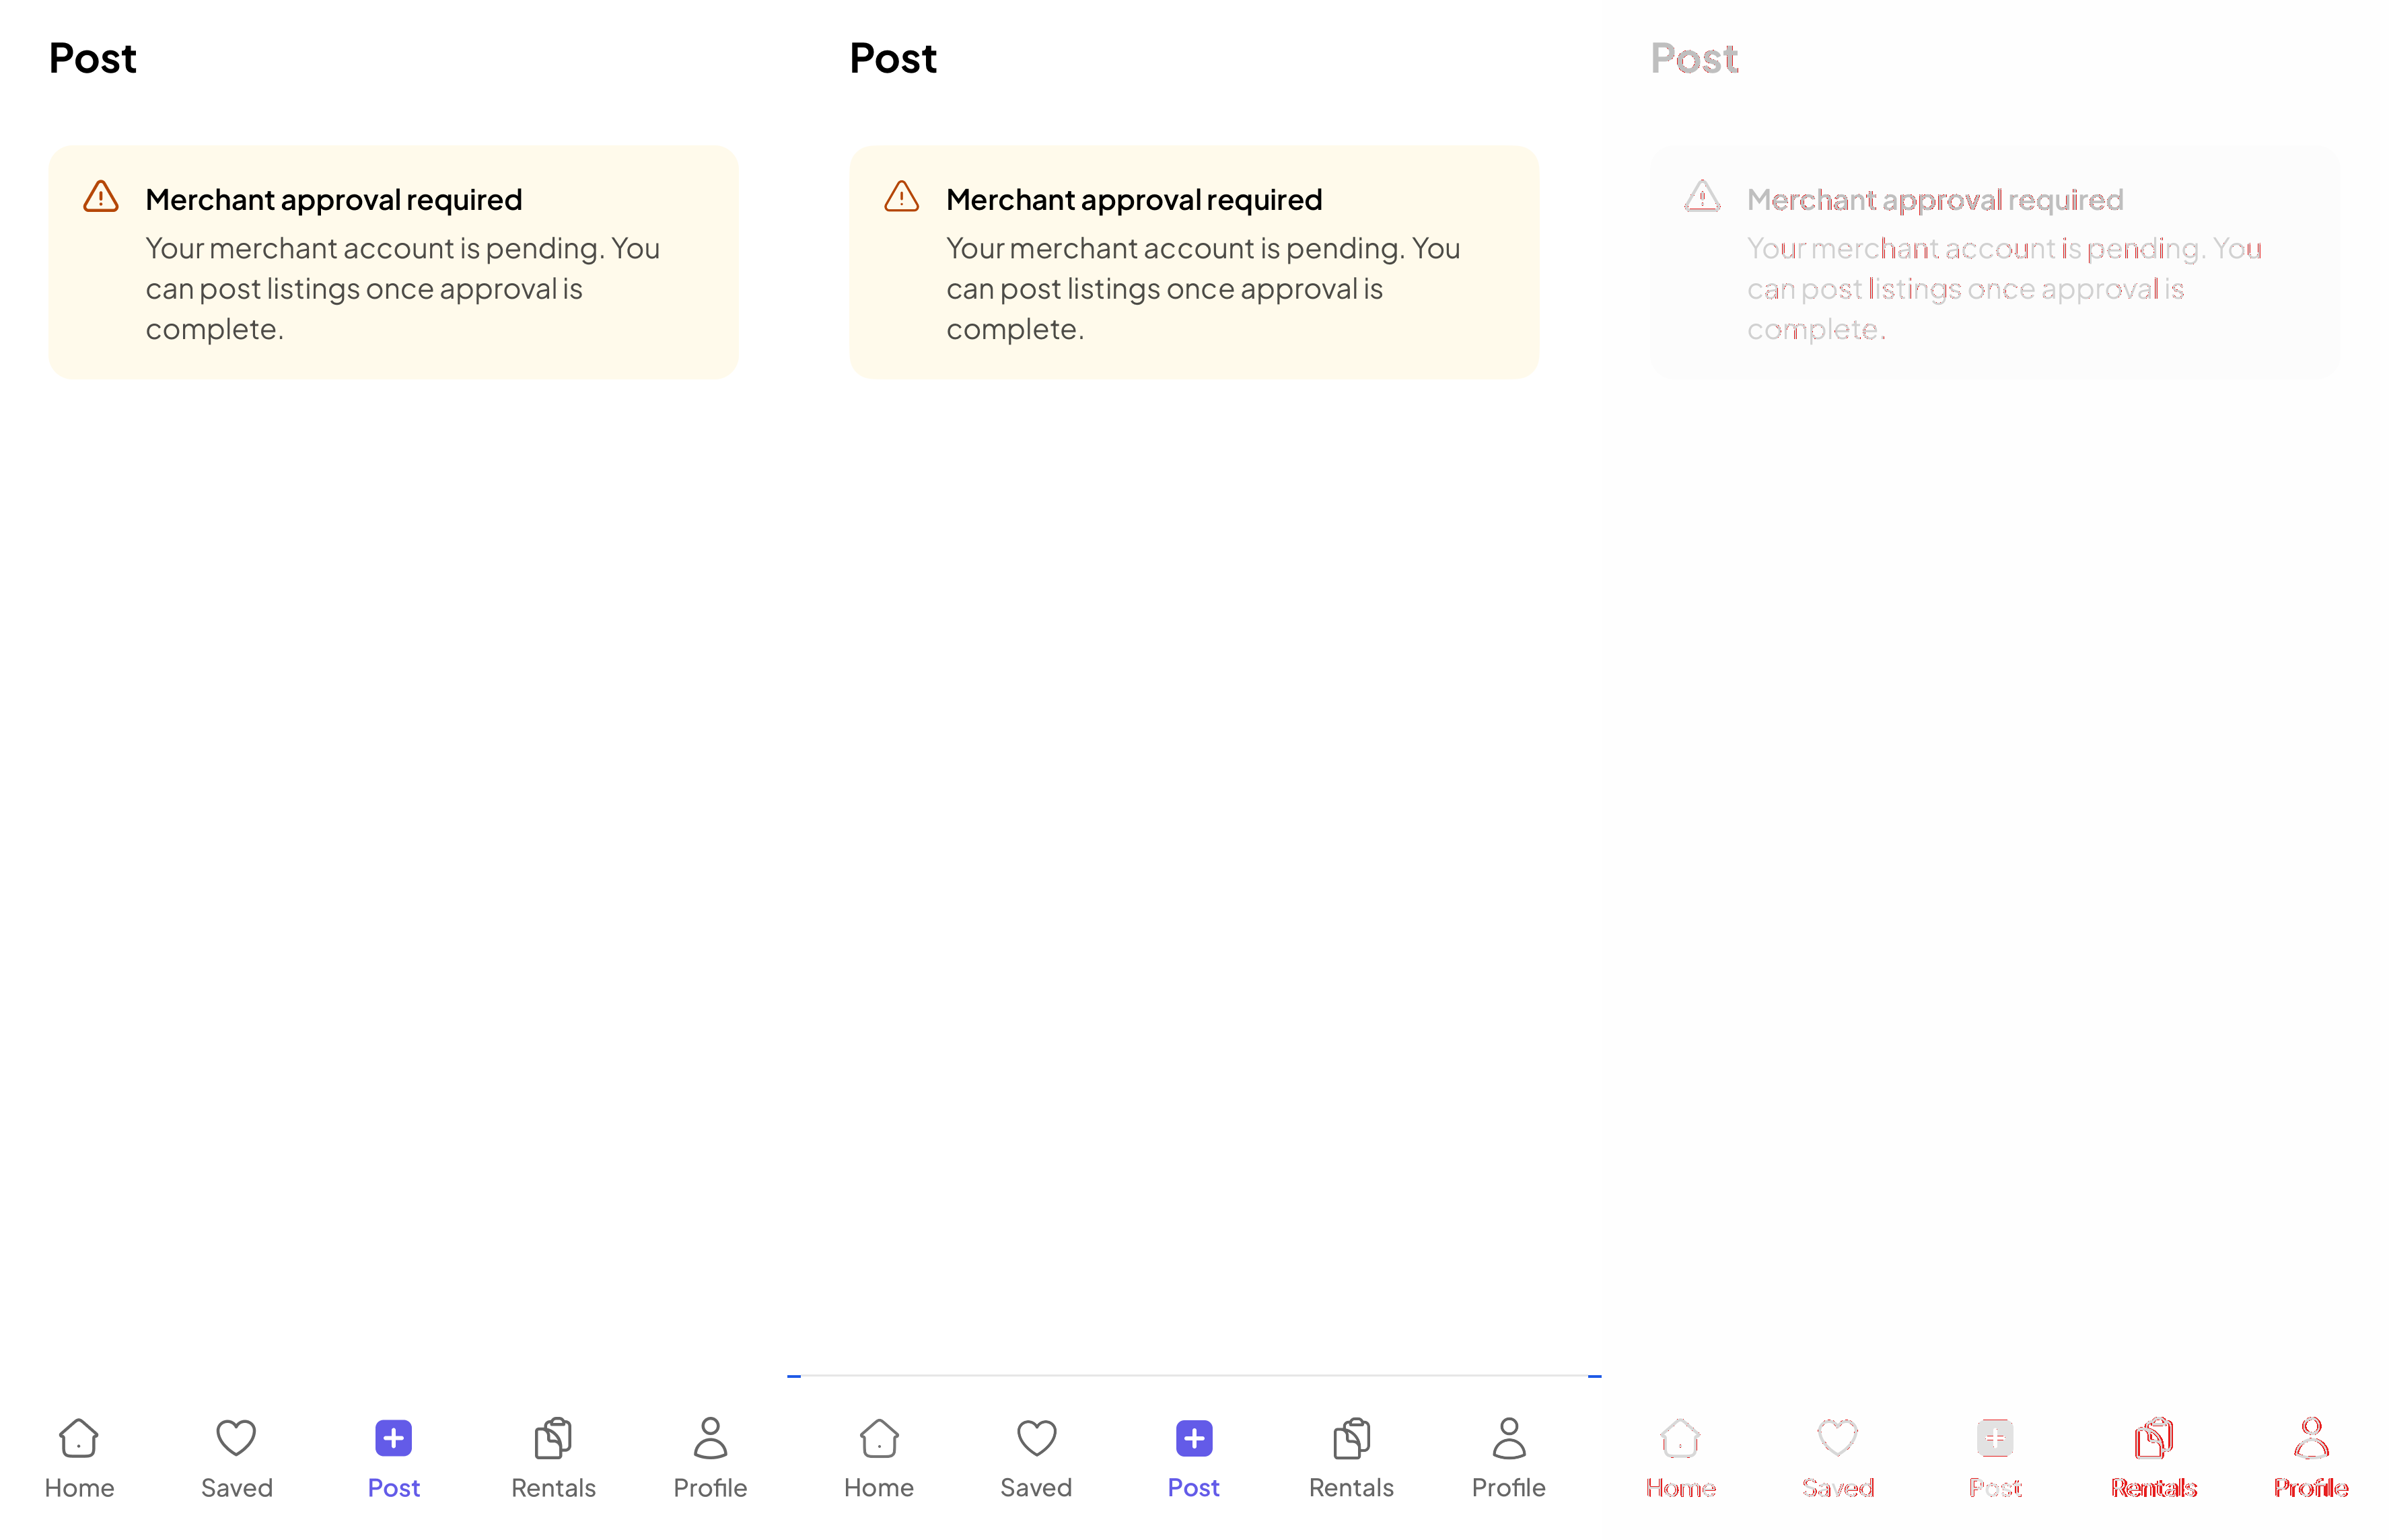 Post
Merchant approval required
Your merchant account is pending. You
can post listings once approval is
complete.
Home
Saved
Post
Rentals
Profile
Post
Merchant approval required
Your merchant account is pending. You
can post listings once approval is
complete.
Home
Saved
Post
Rentals
Profile
Post
Merchant approval required
Your merchant account is pending. You
can post listings once approval is
complete.
Home
Saved
Post
Rentals
Profile